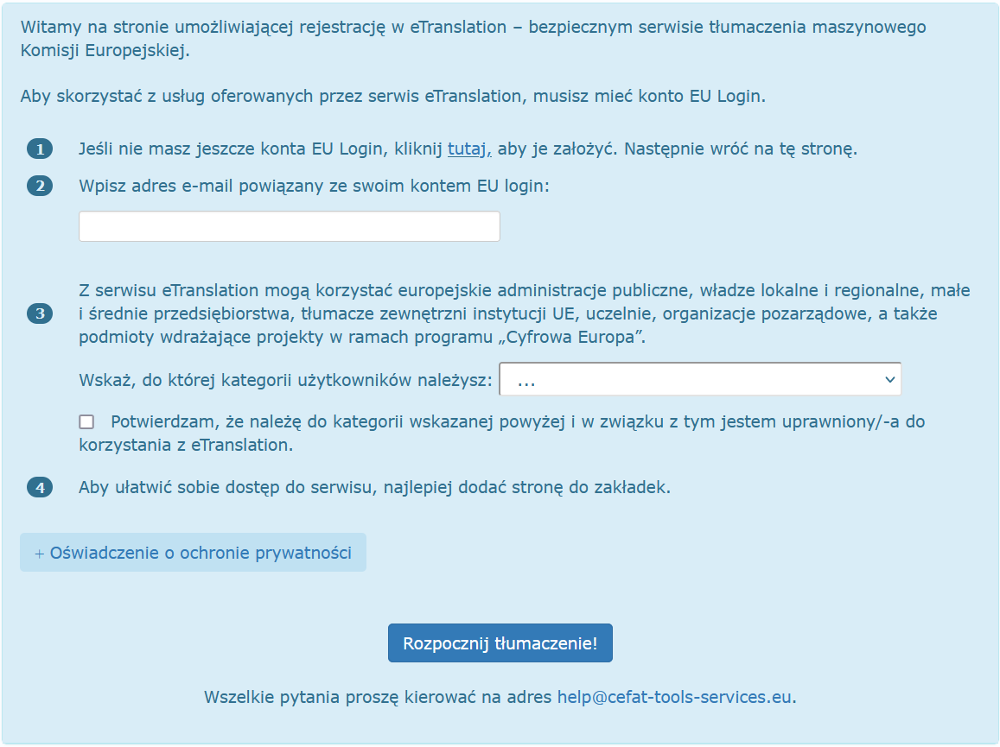 Witamy na stronie umożliwiającej rejestrację w eTranslation – bezpiecznym serwisie tłumaczenia maszynowego
Komisji Europejskiej.
Aby skorzystać z usług oferowanych przez serwis eTranslation, musisz mieć konto EU Login.
1 Jeśli nie masz jeszcze konta EU Login, kliknij tutaj, aby je założyć. Następnie wróć na tę stronę.
2 Wpisz adres e-mail powiązany ze swoim kontem EU login:
Z serwisu eTranslation mogą korzystać europejskie administracje publiczne, władze lokalne i regionalne, małe
3 i średnie przedsiębiorstwa, tłumacze zewnętrzni instytucji UE, uczelnie, organizacje pozarządowe, a także
podmioty wdrażające projekty w ramach programu „Cyfrowa Europa”.
Wskaż, do której kategorii użytkowników należysz: ...
Potwierdzam, że należę do kategorii wskazanej powyżej i w związku z tym jestem uprawniony/-a do
korzystania z eTranslation.
4 Aby ułatwić sobie dostęp do serwisu, najlepiej dodać stronę do zakładek.
+ Oświadczenie o ochronie prywatności
Rozpocznij tłumaczenie!
Wszelkie pytania proszę kierować na adres help@cefat-tools-services.eu.